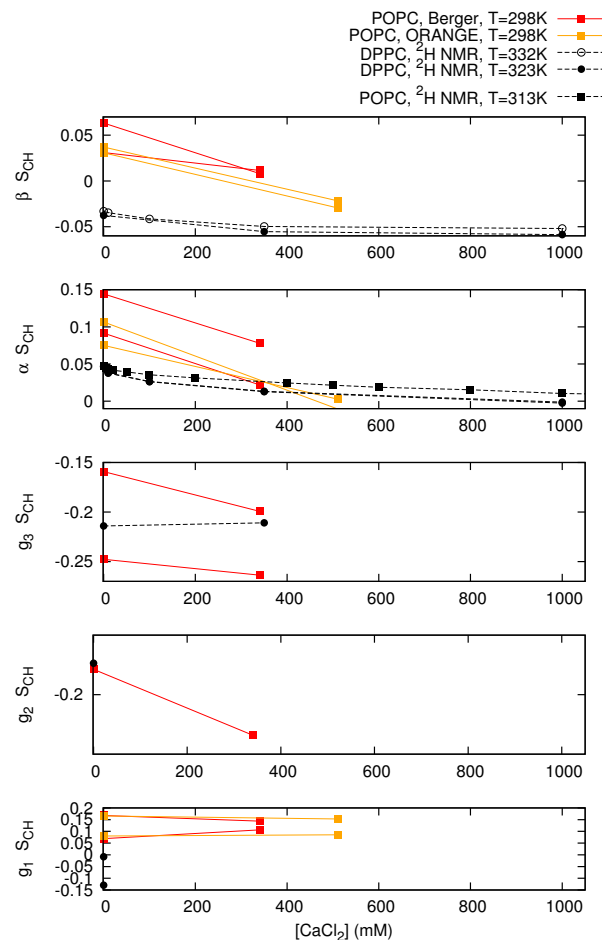 POPC, Berger, T=298K
POPC, ORANGE, T=298K
DPPC, ²H NMR, T=332K
DPPC, ²H NMR, T=323K
POPC, ²H NMR, T=313K
β S_CH
0.05
0
-0.05
0 200 400 600 800 1000
α S_CH
0.15
0.1
0.05
0
0 200 400 600 800 1000
g₃ S_CH
-0.15
-0.2
-0.25
0 200 400 600 800 1000
g₂ S_CH
-0.2
0 200 400 600 800 1000
g₁ S_CH
0.2
0.15
0.1
0.05
0
-0.05
-0.1
-0.15
0 200 400 600 800 1000
[CaCl₂] (mM)